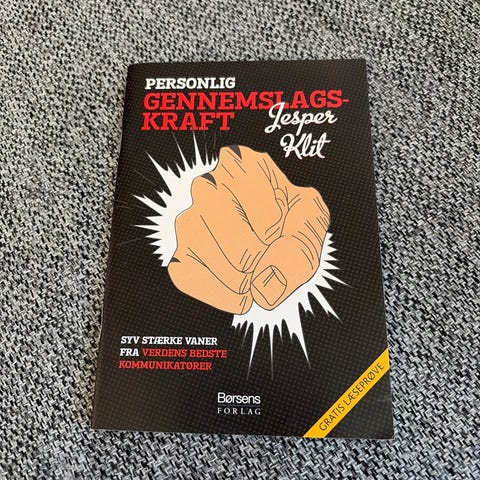 PERSONLIG
GENNEMSLAGS-
KRAFT
Jesper
Klit
SYV STÆRKE VANER
FRA VERDENS BEDSTE
KOMMUNIKATØRER
Børsens
FORLAG
GRATIS LÆSEPRØVE